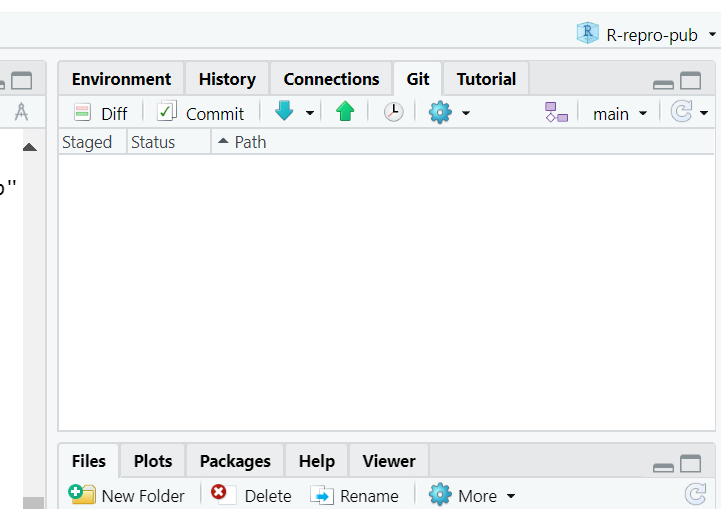 R-repro-pub
Environment History Connections Git Tutorial
Diff Commit main
Staged Status Path
"
Files Plots Packages Help Viewer
New Folder Delete Rename More